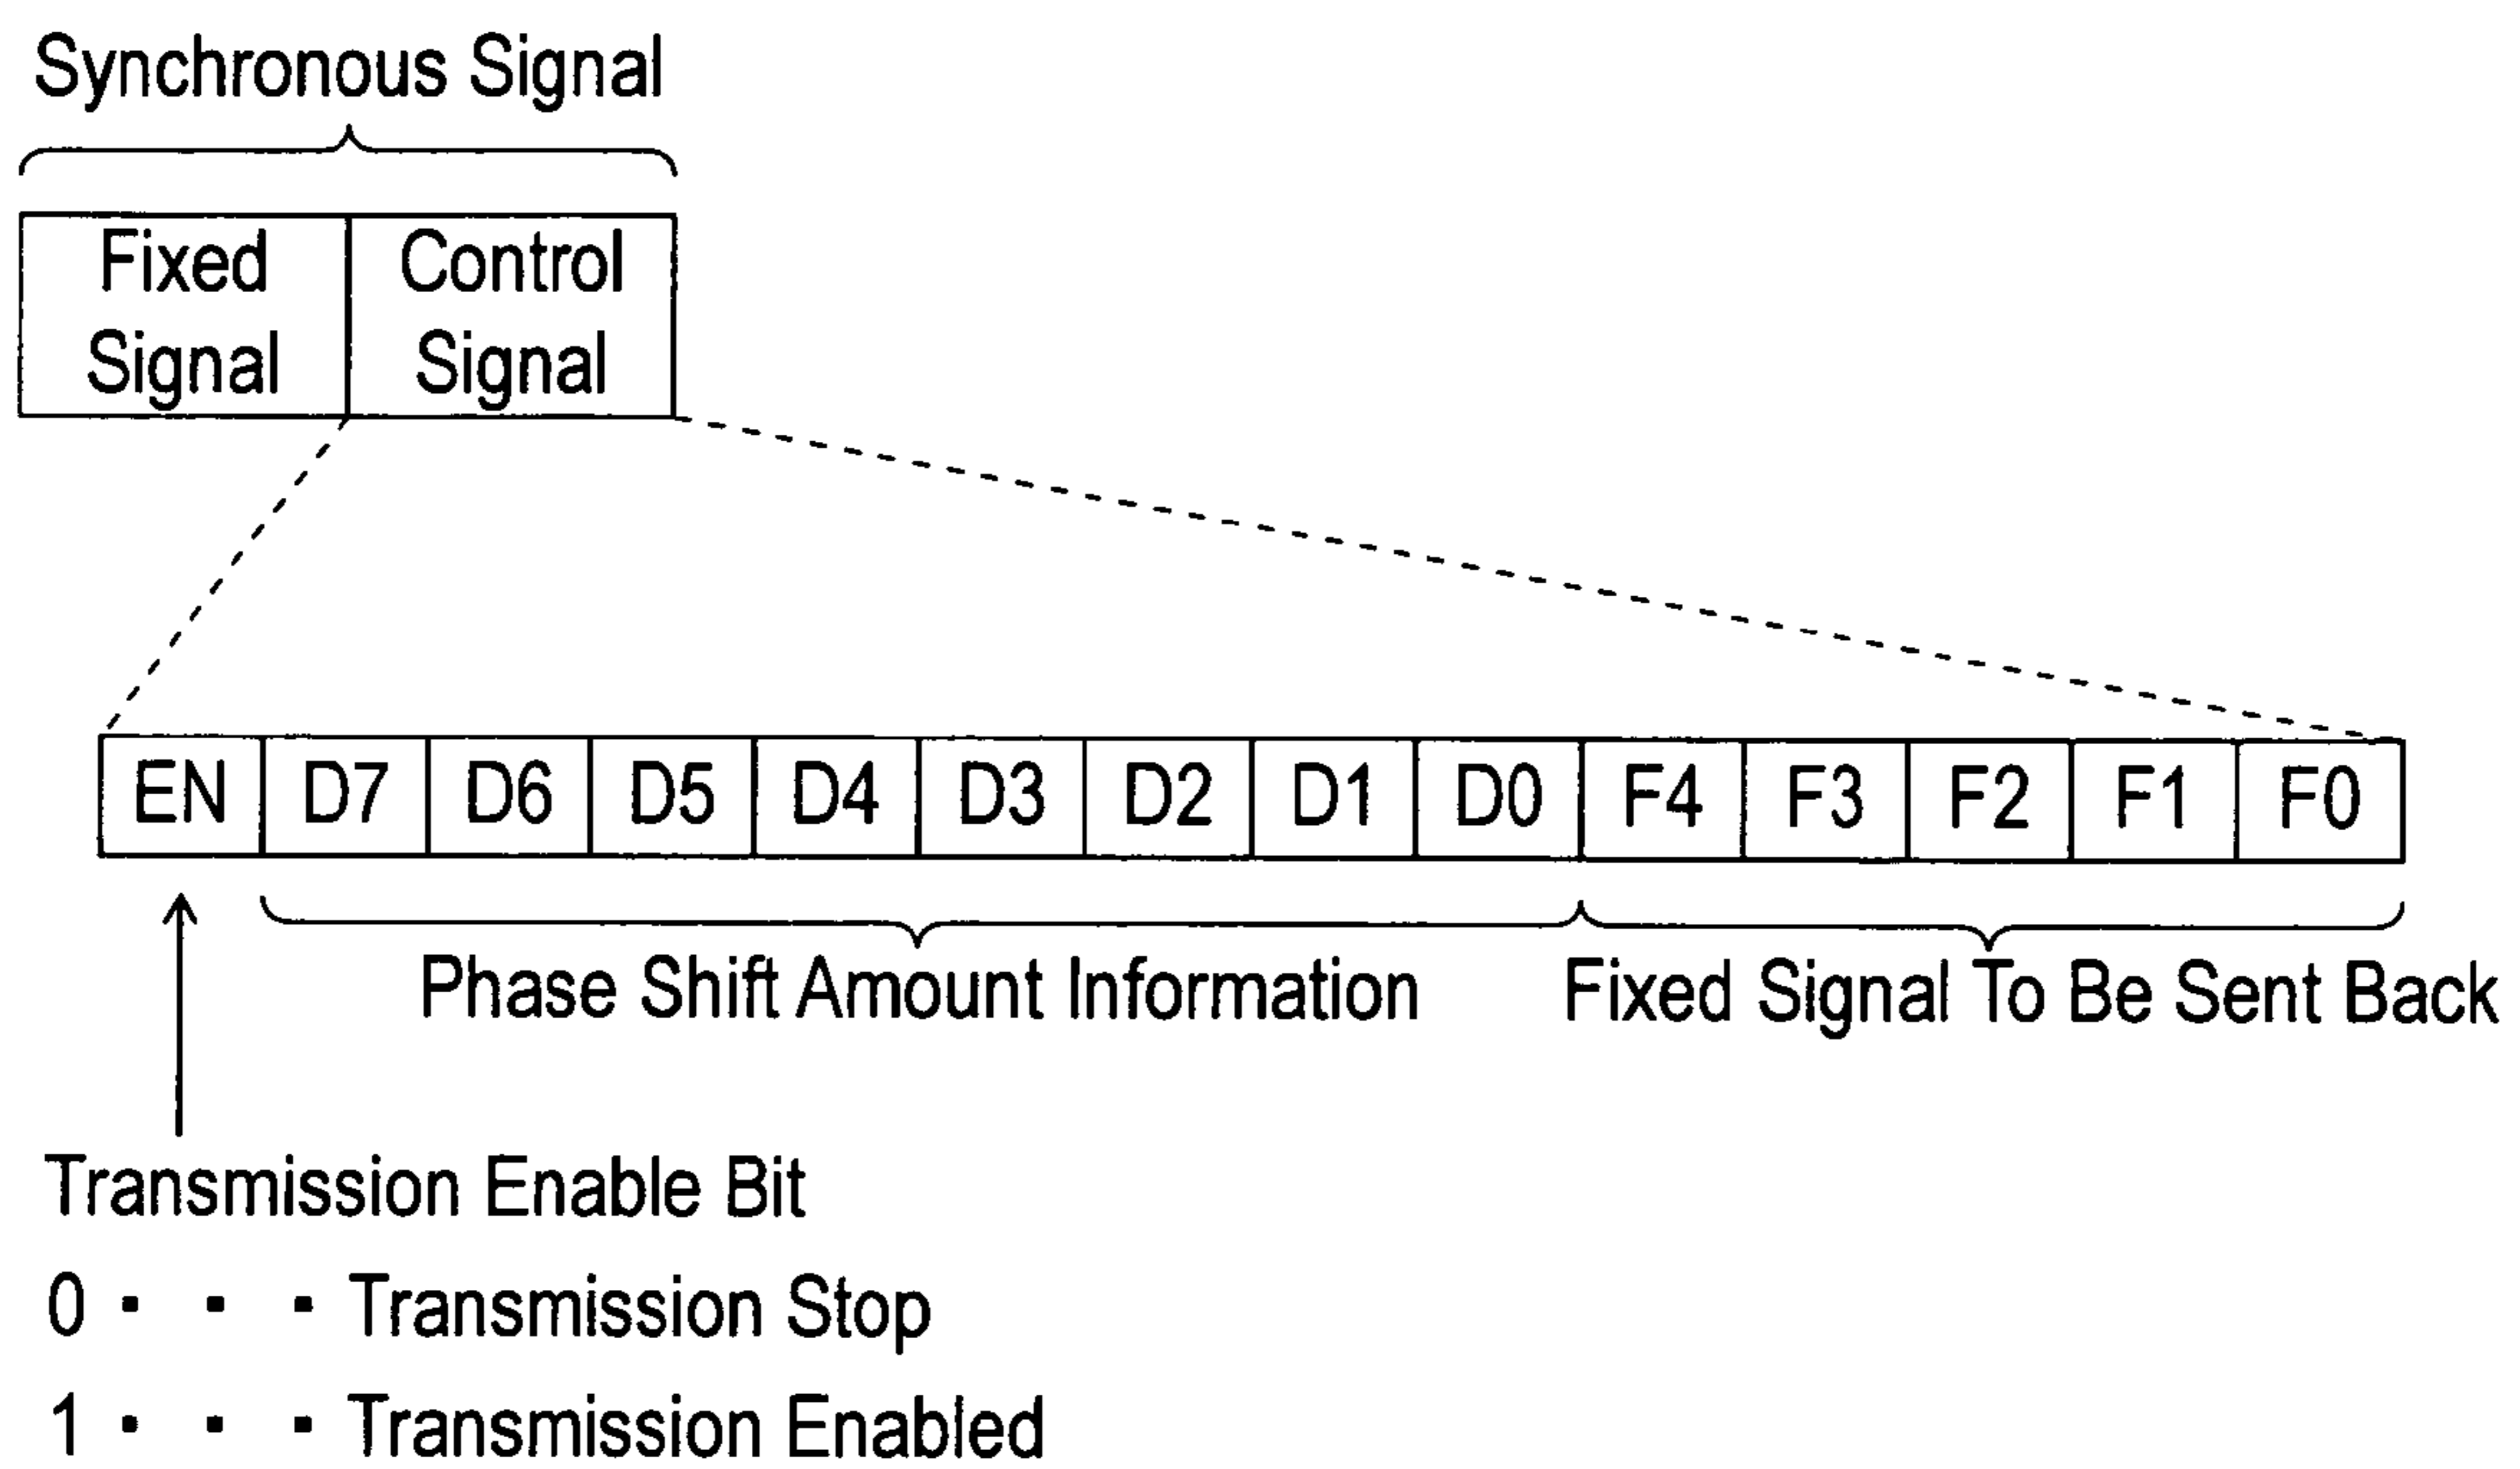 Synchronous Signal
Fixed Signal
Control Signal
EN D7 D6 D5 D4 D3 D2 D1 D0 F4 F3 F2 F1 F0
Phase Shift Amount Information
Fixed Signal To Be Sent Back
Transmission Enable Bit
0 ・ ・ ・ Transmission Stop
1 ・ ・ ・ Transmission Enabled